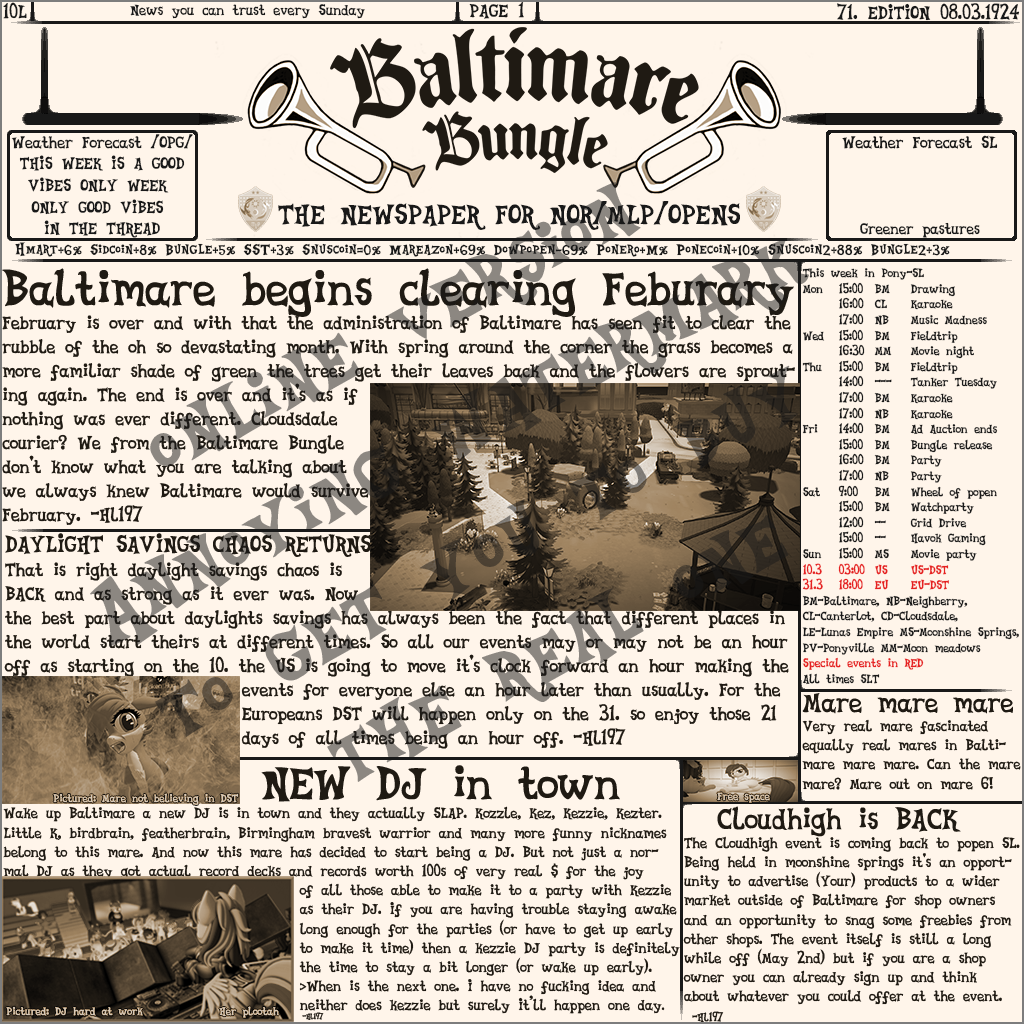 10L
News you can trust every Sunday
PAGE 1
71. EDITION 08.03.1924
Baltimare
Bungle
THE NEWSPAPER FOR NOR/MLP/OPENS
Weather Forecast /OPG/
THIS WEEK IS A GOOD
VIBES ONLY WEEK
ONLY GOOD VIBES
IN THE THREAD
Weather Forecast SL
Greener pastures
HMART+6% SIDCOIN+8% BUNGLE+5% SST+3% SNUSCOIN=0% MAREAZON+69% DOWPOPEN-69% PONERO+M% PONECOIN+10% SNUSCOIN2+88% BUNGLE2+3%
Baltimare begins clearing Feburary
February is over and with that the administration of Baltimare has seen fit to clear the
rubble of the oh so devastating month. With spring around the corner the grass becomes a
more familiar shade of green the trees get their leaves back and the flowers are sprout-
ing again. The end is over and it's as if
nothing was ever different. Cloudsdale
courier? We from the Baltimare Bungle
don't know what you are talking about
we always knew Baltimare would survive
February. -HL197
DAYLIGHT SAVINGS CHAOS RETURNS
That is right daylight savings chaos is
BACK and as strong as it ever was. Now
the best part about daylights savings has always been the fact that different places in
the world start theirs at different times. So all our events may or may not be an hour
off as starting on the 10. the US is going to move it's clock forward an hour making the
events for everyone else an hour later than usually. For the
Europeans DST will happen only on the 31. so enjoy those 21
days of all times being an hour off. -HL197
Pictured: Mare not believing in DST
This week in Pony-SL
Mon 15:00 BM Drawing
16:00 CL Karaoke
17:00 NB Music Madness
Wed 15:00 BM Fieldtrip
16:30 MM Movie night
Thu 15:00 BM Fieldtrip
14:00 --- Tanker Tuesday
17:00 BM Karaoke
17:00 NB Karaoke
Fri 14:00 BM Ad Auction ends
15:00 BM Bungle release
16:00 BM Party
17:00 NB Party
Sat 9:00 BM Wheel of popen
15:00 BM Watchparty
12:00 -- Grid Drive
15:00 -- Havok Gaming
Sun 15:00 MS Movie party
10.3 03:00 US US-DST
31.3 18:00 EU EU-DST
BM-Baltimare, NB-Neighberry,
CL-Canterlot, CD-Cloudsdale,
LE-Lunas Empire MS-Moonshine Springs,
PV-Ponyville MM-Moon meadows
Special events in RED
All times SLT
Mare mare mare
Very real mare fascinated
equally real mares in Balti-
mare mare mare. Can the mare
mare? Mare out on mare 6!
Free space
NEW DJ in town
Wake up Baltimare a new DJ is in town and they actually SLAP. Kozzle, Kez, Kezzie, Kezter.
Little K, birdbrain, featherbrain, Birmingham bravest warrior and many more funny nicknames
belong to this mare. And now this mare has decided to start being a DJ. But not just a nor-
mal DJ as they got actual record decks and records worth 100s of very real $ for the joy
of all those able to make it to a party with Kezzie
as their DJ. If you are having trouble staying awake
long enough for the parties (or have to get up early
to make it time) then a Kezzie DJ party is definitely
the time to stay a bit longer (or wake up early).
>When is the next one. I have no fucking idea and
neither does Kezzie but surely it'll happen one day.
-HL197
Pictured: DJ hard at work
Her plootah
Cloudhigh is BACK
The Cloudhigh event is coming back to popen SL.
Being held in moonshine springs it's an opport-
unity to advertise (Your) products to a wider
market outside of Baltimare for shop owners
and an opportunity to snag some freebies from
other shops. The event itself is still a long
while off (May 2nd) but if you are a shop
owner you can already sign up and think
about whatever you could offer at the event.
-HL197
ONLINE VERSION
ANNOYING WATERMARK
TO GET YOU TO BUY
THE REAL ONE